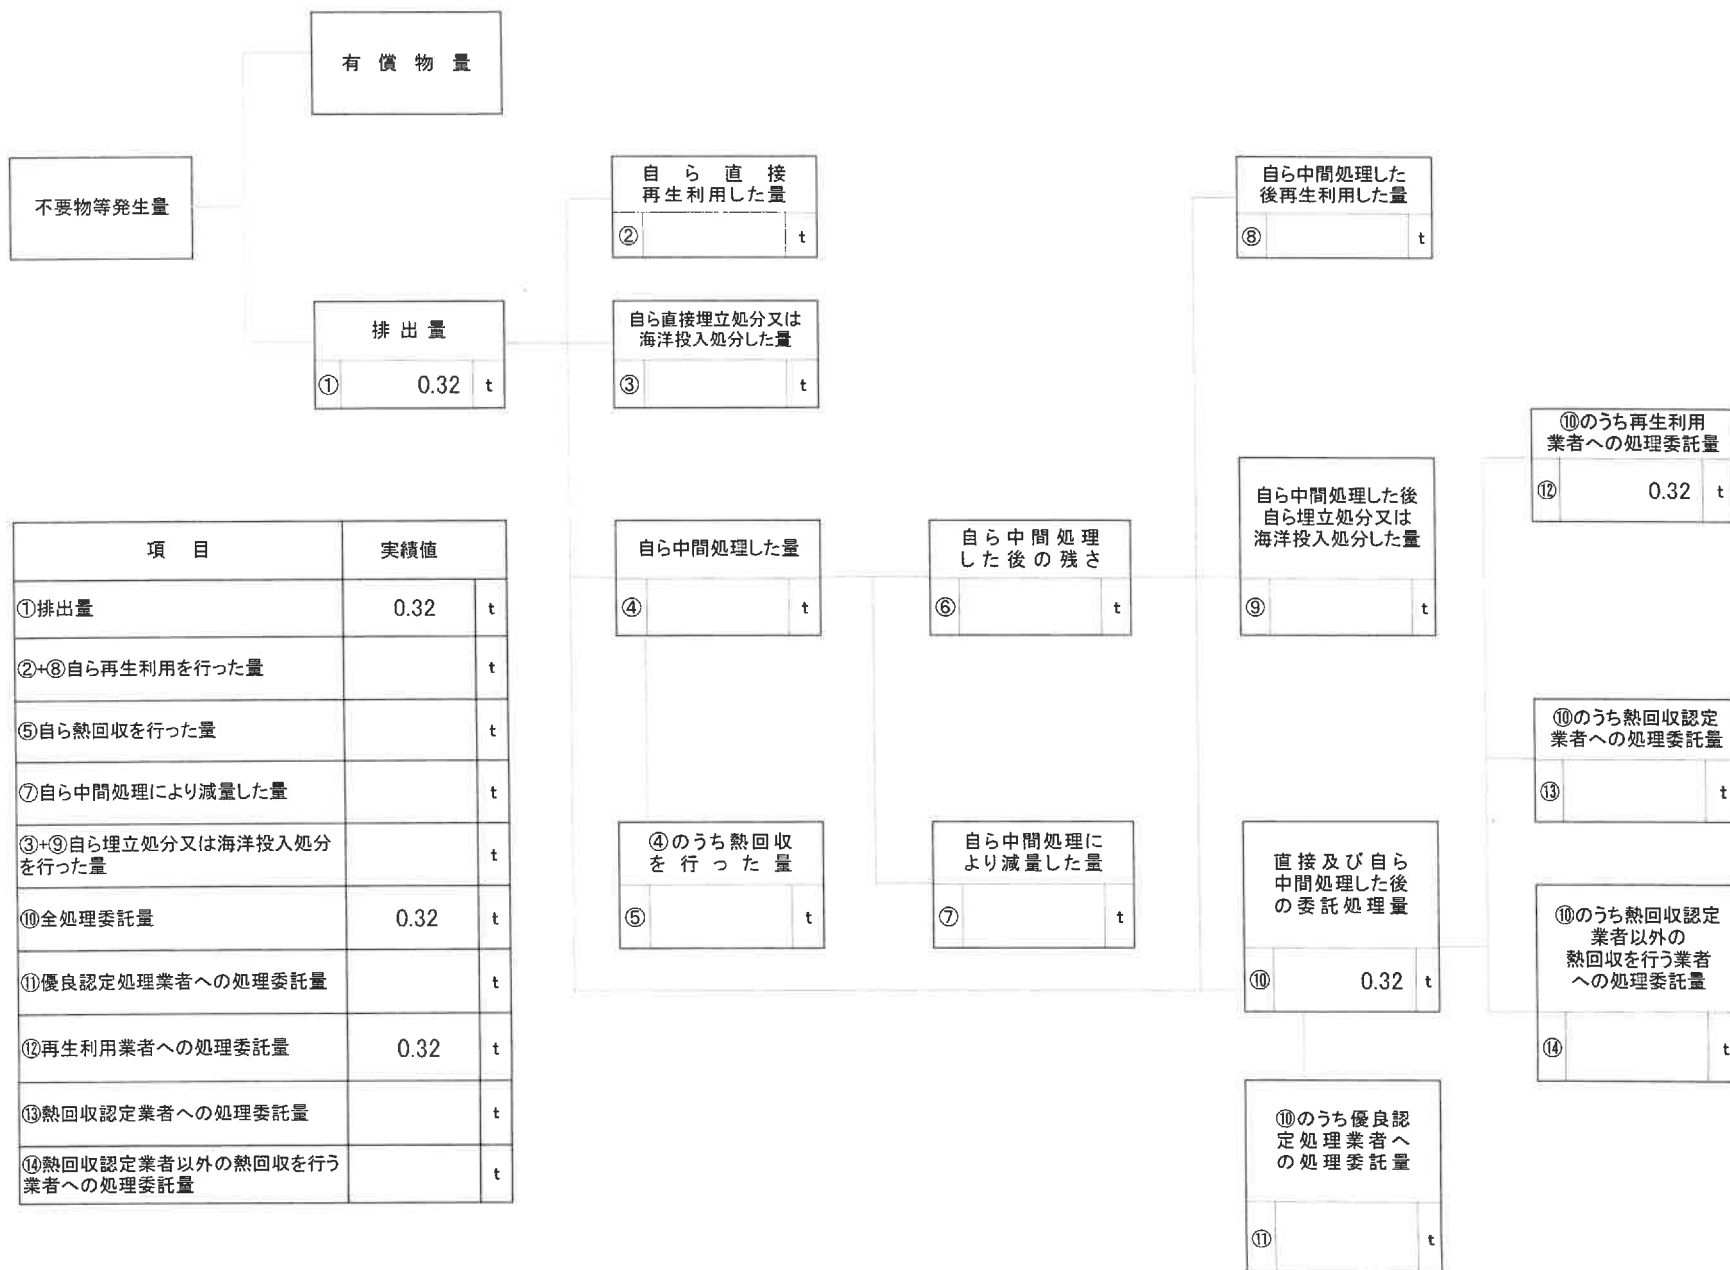 有償物量
不要物等発生量
排出量
① 0.32 t
自ら直接
再生利用した量
② t
自ら直接埋立処分又は
海洋投入処分した量
③ t
自ら中間処理した量
④ t
④のうち熱回収
を行った量
⑤ t
自ら中間処理
した後の残さ
⑥ t
自ら中間処理に
より減量した量
⑦ t
自ら中間処理した
後再生利用した量
⑧ t
自ら中間処理した後
自ら埋立処分又は
海洋投入処分した量
⑨ t
直接及び自ら
中間処理した後
の委託処理量
⑩ 0.32 t
⑩のうち優良認
定処理業者へ
の処理委託量
⑪ t
⑩のうち再生利用
業者への処理委託量
⑫ 0.32 t
⑩のうち熱回収認定
業者への処理委託量
⑬ t
⑩のうち熱回収認定
業者以外の
熱回収を行う業者
への処理委託量
⑭ t
項目 実績値
①排出量 0.32 t
②+⑧自ら再生利用を行った量 t
⑤自ら熱回収を行った量 t
⑦自ら中間処理により減量した量 t
③+⑨自ら埋立処分又は海洋投入処分
を行った量 t
⑩全処理委託量 0.32 t
⑪優良認定処理業者への処理委託量 t
⑫再生利用業者への処理委託量 0.32 t
⑬熱回収認定業者への処理委託量 t
⑭熱回収認定業者以外の熱回収を行う
業者への処理委託量 t